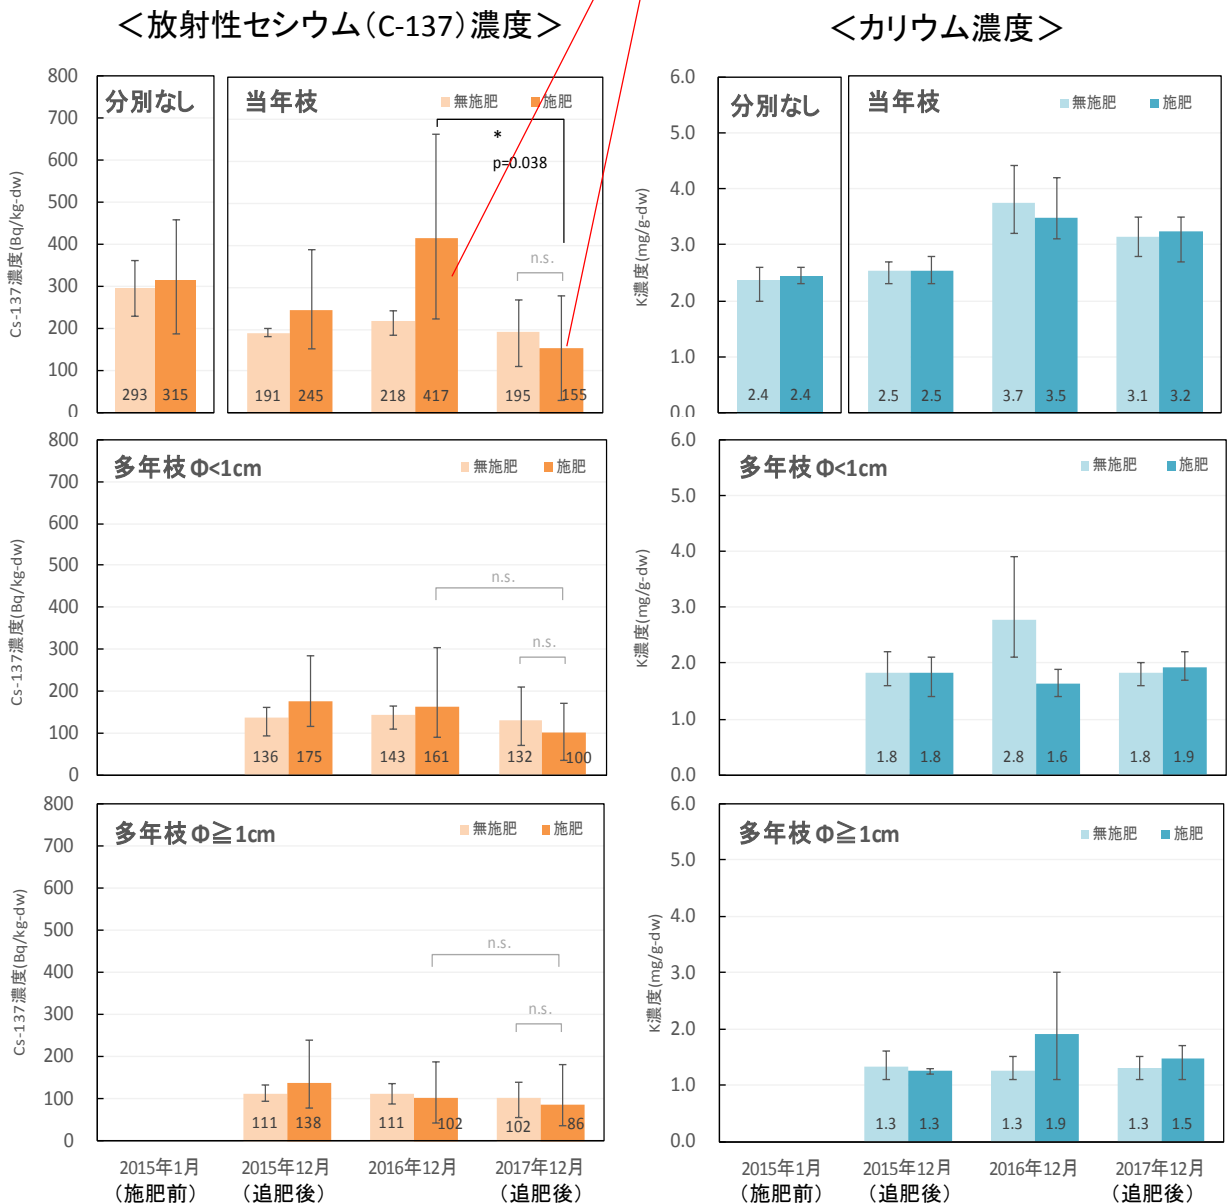 ＜放射性セシウム（C-137）濃度＞
＜カリウム濃度＞
Cs-137濃度(Bq/kg-dw)
800
700
600
500
400
300
200
100
0
分別なし
293
315
当年枝
無施肥
施肥
*
p=0.038
n.s.
191
245
218
417
195
155
K濃度(mg/g-dw)
6.0
5.0
4.0
3.0
2.0
1.0
0.0
分別なし
2.4
2.4
当年枝
無施肥
施肥
2.5
2.5
3.7
3.5
3.1
3.2
Cs-137濃度(Bq/kg-dw)
800
700
600
500
400
300
200
100
0
多年枝Φ<1cm
無施肥
施肥
n.s.
n.s.
136
175
143
161
132
100
K濃度(mg/g-dw)
6.0
5.0
4.0
3.0
2.0
1.0
0.0
多年枝Φ<1cm
無施肥
施肥
1.8
1.8
2.8
1.6
1.8
1.9
Cs-137濃度(Bq/kg-dw)
800
700
600
500
400
300
200
100
0
多年枝Φ≧1cm
無施肥
施肥
n.s.
n.s.
111
138
111
102
102
86
2015年1月
（施肥前）
2015年12月
（追肥後）
2016年12月
2017年12月
（追肥後）
K濃度(mg/g-dw)
6.0
5.0
4.0
3.0
2.0
1.0
0.0
多年枝Φ≧1cm
無施肥
施肥
1.3
1.3
1.3
1.9
1.3
1.5
2015年1月
（施肥前）
2015年12月
（追肥後）
2016年12月
2017年12月
（追肥後）